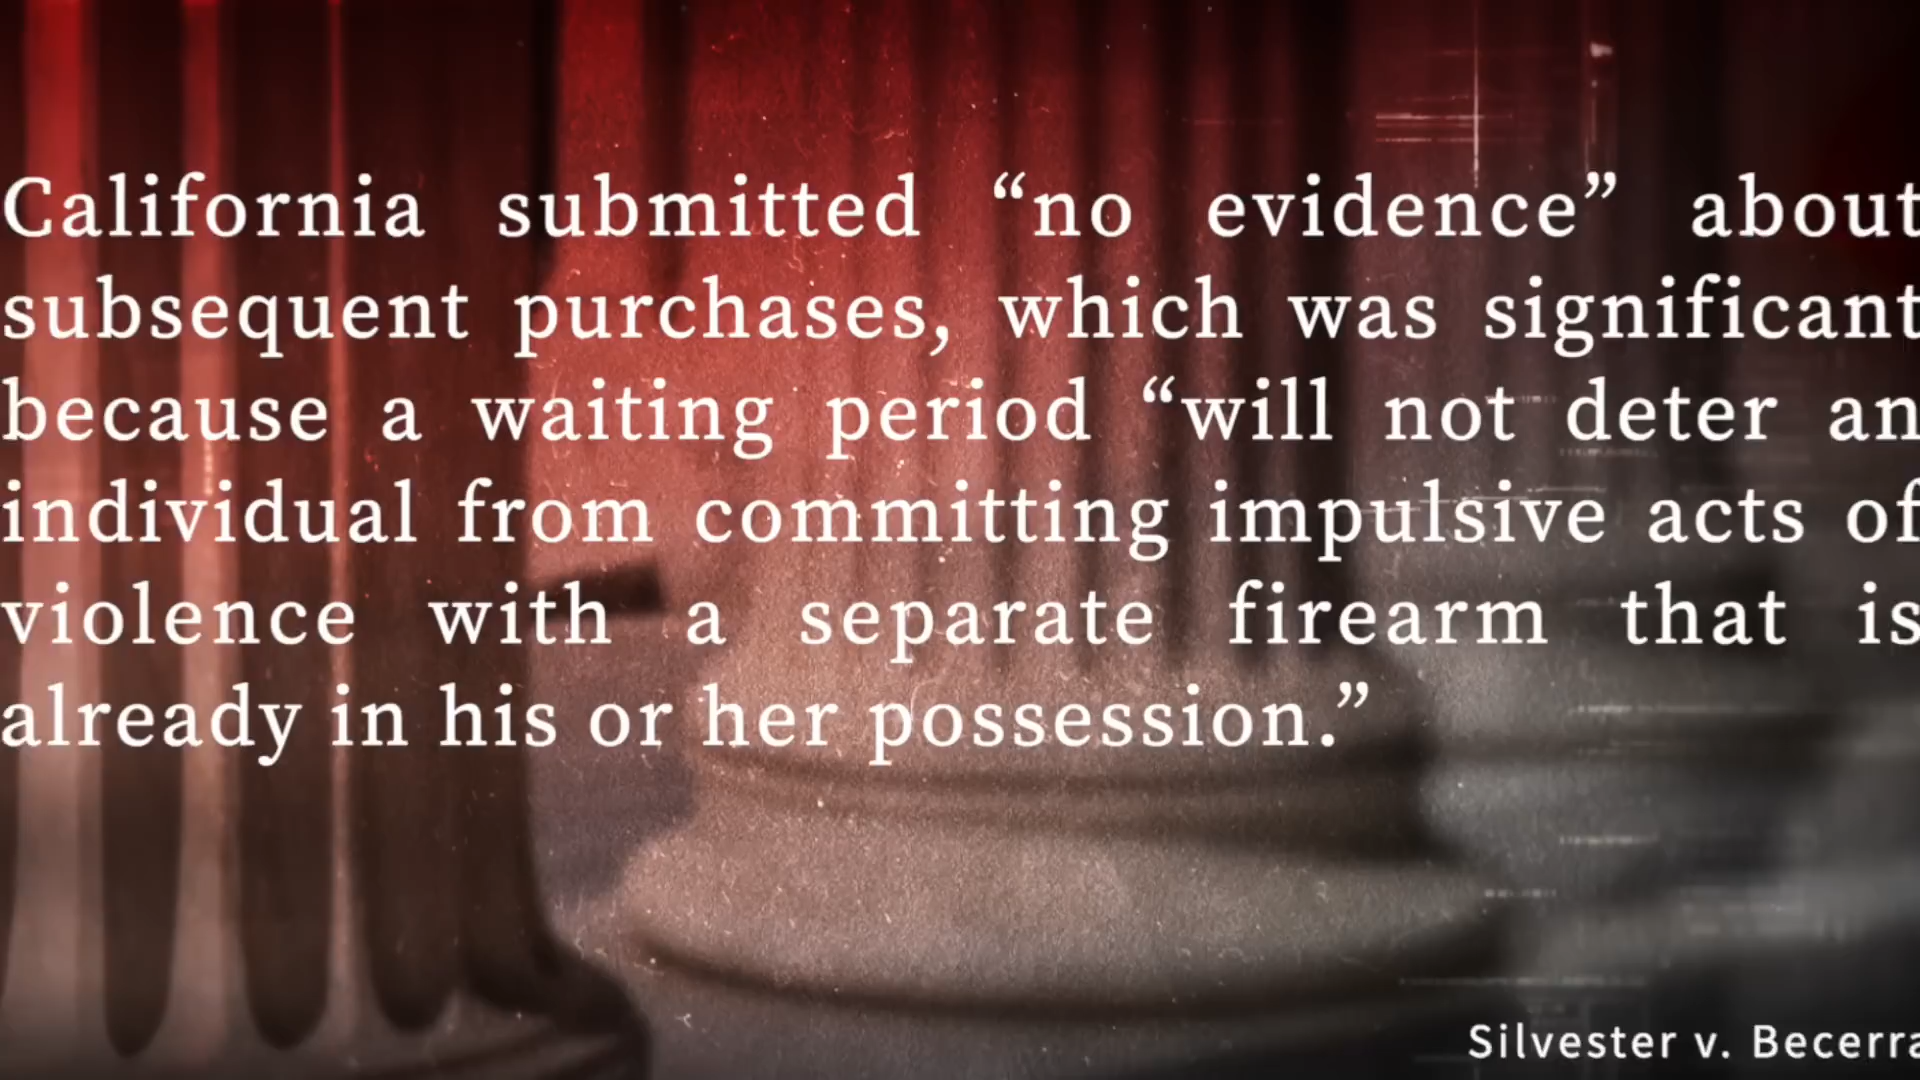 California submitted “no evidence” about
subsequent purchases, which was significant
because a waiting period “will not deter an
individual from committing impulsive acts of
violence with a separate firearm that is
already in his or her possession.”
Silvester v. Becerra